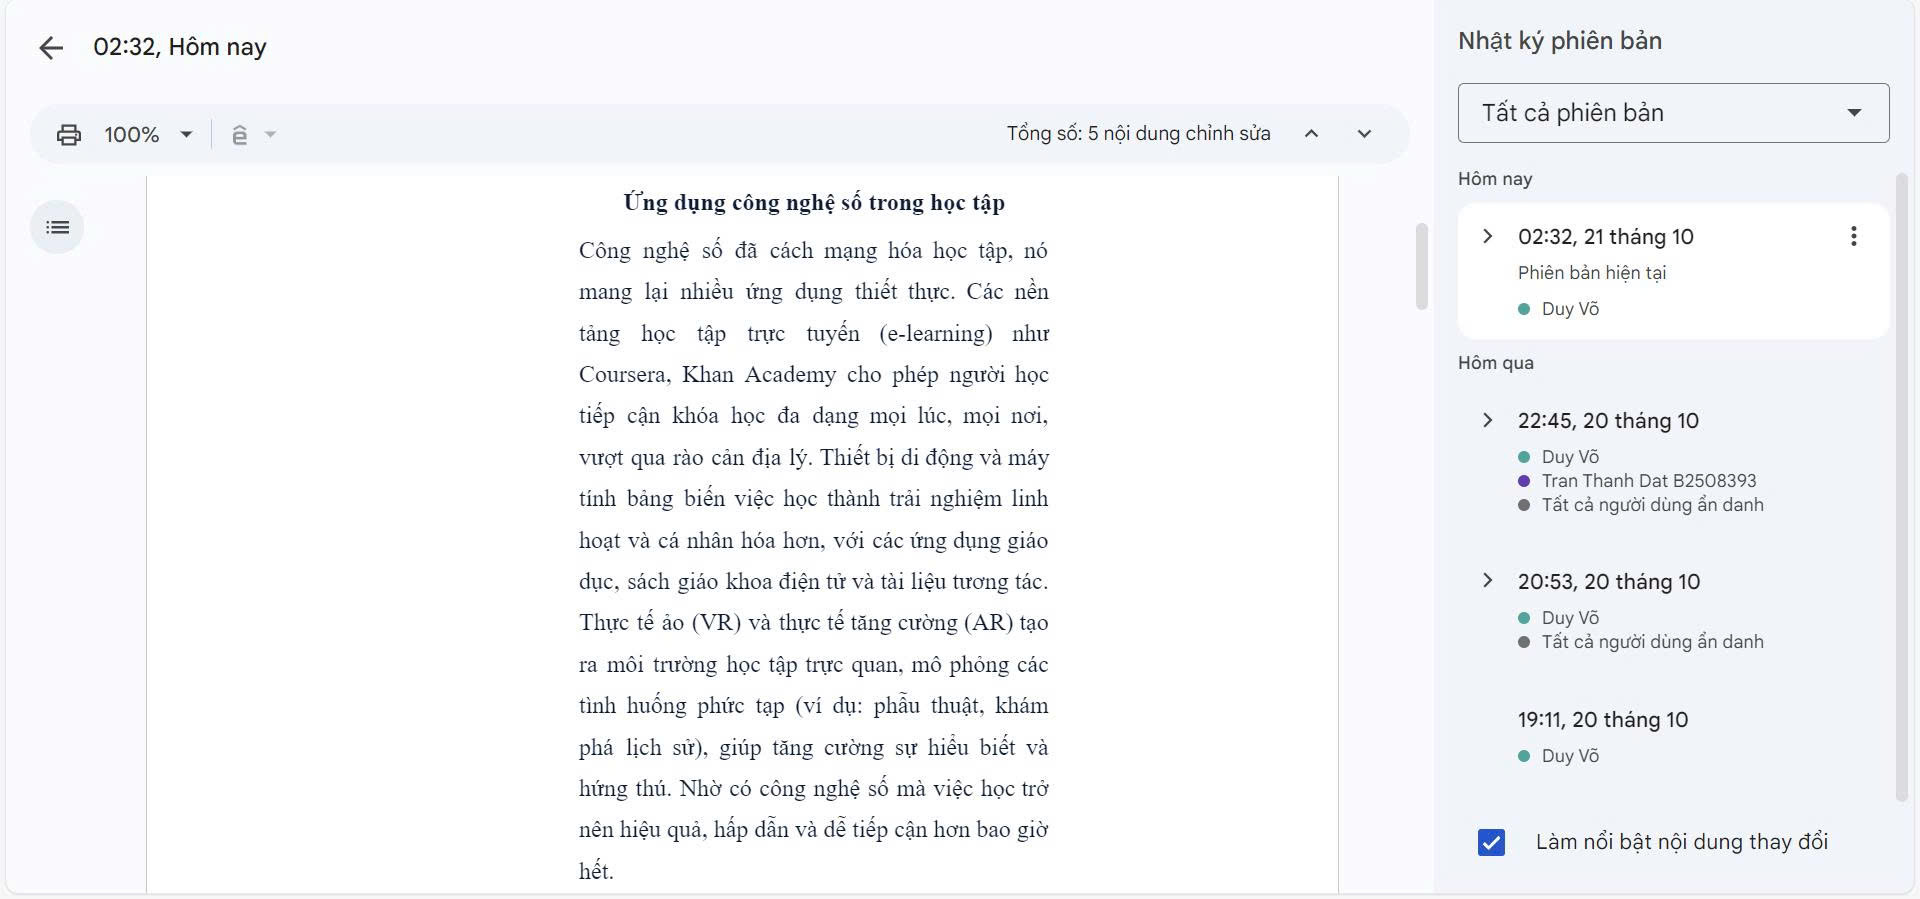 02:32, Hôm nay
100%
Tổng số: 5 nội dung chỉnh sửa
Ứng dụng công nghệ số trong học tập
Công nghệ số đã cách mạng hóa học tập, nó
mang lại nhiều ứng dụng thiết thực. Các nền
tảng học tập trực tuyến (e-learning) như
Coursera, Khan Academy cho phép người học
tiếp cận khóa học đa dạng mọi lúc, mọi nơi,
vượt qua rào cản địa lý. Thiết bị di động và máy
tính bảng biến việc học thành trải nghiệm linh
hoạt và cá nhân hóa hơn, với các ứng dụng giáo
dục, sách giáo khoa điện tử và tài liệu tương tác.
Thực tế ảo (VR) và thực tế tăng cường (AR) tạo
ra môi trường học tập trực quan, mô phỏng các
tình huống phức tạp (ví dụ: phẫu thuật, khám
phá lịch sử), giúp tăng cường sự hiểu biết và
hứng thú. Nhờ có công nghệ số mà việc học trở
nên hiệu quả, hấp dẫn và dễ tiếp cận hơn bao giờ
hết.
Nhật ký phiên bản
Tất cả phiên bản
Hôm nay
02:32, 21 tháng 10
Phiên bản hiện tại
Duy Võ
Hôm qua
22:45, 20 tháng 10
Duy Võ
Tran Thanh Dat B2508393
Tất cả người dùng ẩn danh
20:53, 20 tháng 10
Duy Võ
Tất cả người dùng ẩn danh
19:11, 20 tháng 10
Duy Võ
Làm nổi bật nội dung thay đổi